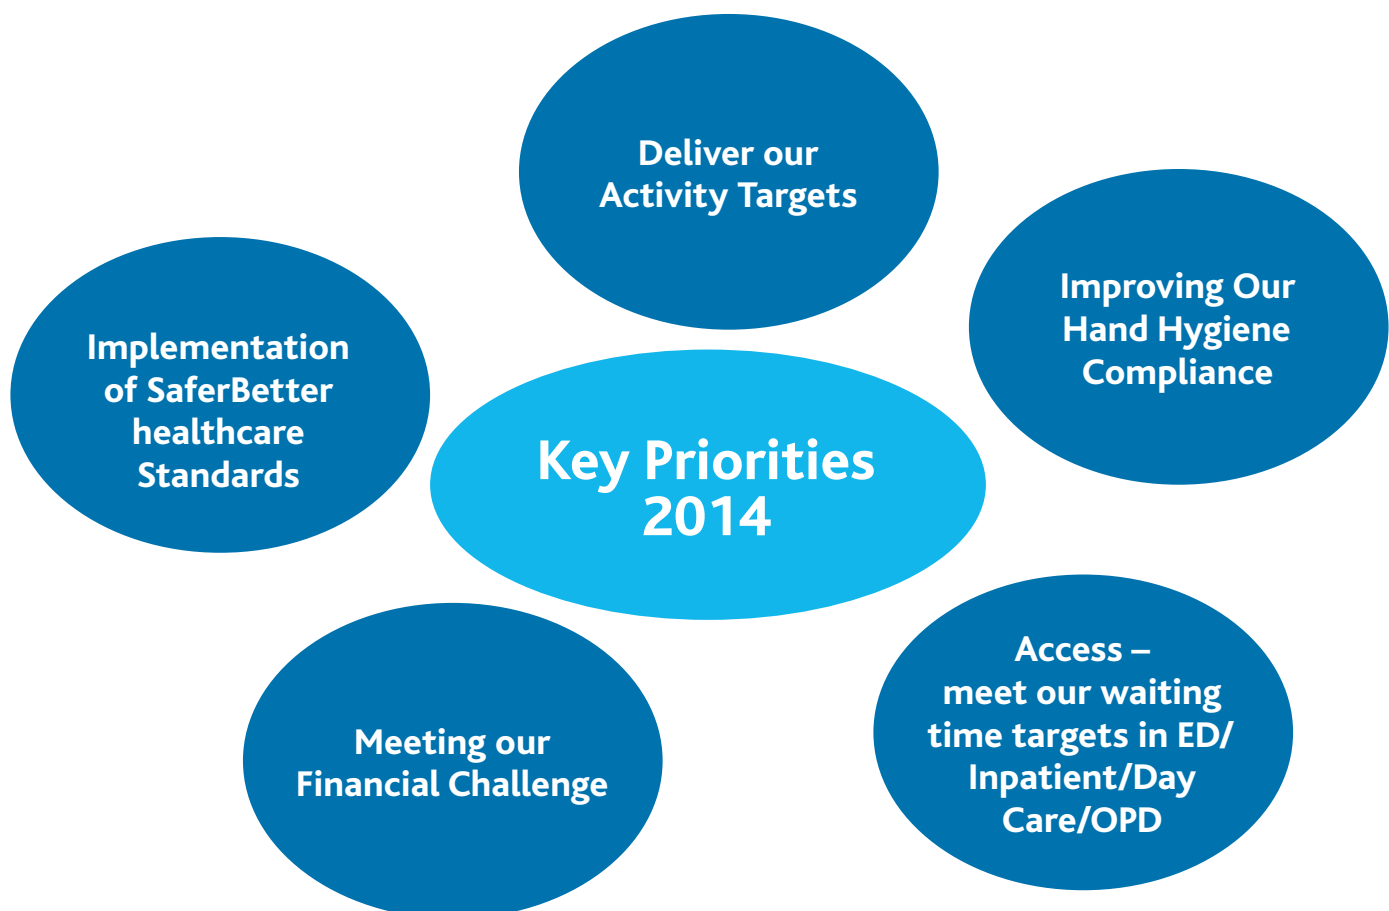 Deliver our
Activity Targets
Improving Our
Hand Hygiene
Compliance
Implementation
of SaferBetter
healthcare
Standards
Key Priorities
2014
Access –
meet our waiting
time targets in ED/
Inpatient/Day
Care/OPD
Meeting our
Financial Challenge